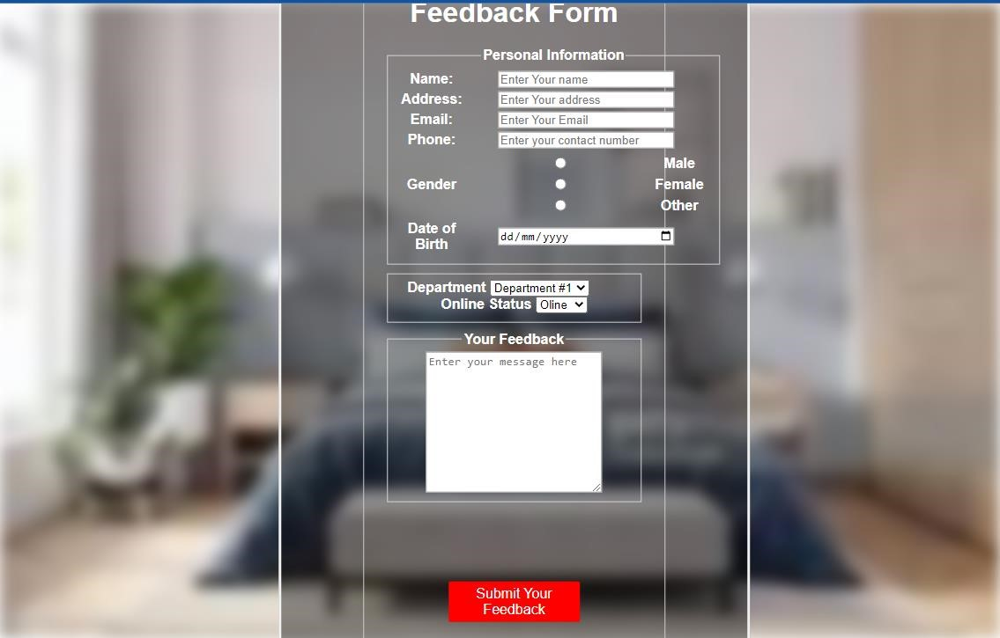 Feedback Form
Personal Information
Name: Enter Your name
Address: Enter Your address
Email: Enter Your Email
Phone: Enter your contact number
Male
Gender Female
Other
Date of
Birth
dd/mm/yyyy
Department Department #1
Online Status Oline
Your Feedback
Enter your message here
Submit Your
Feedback